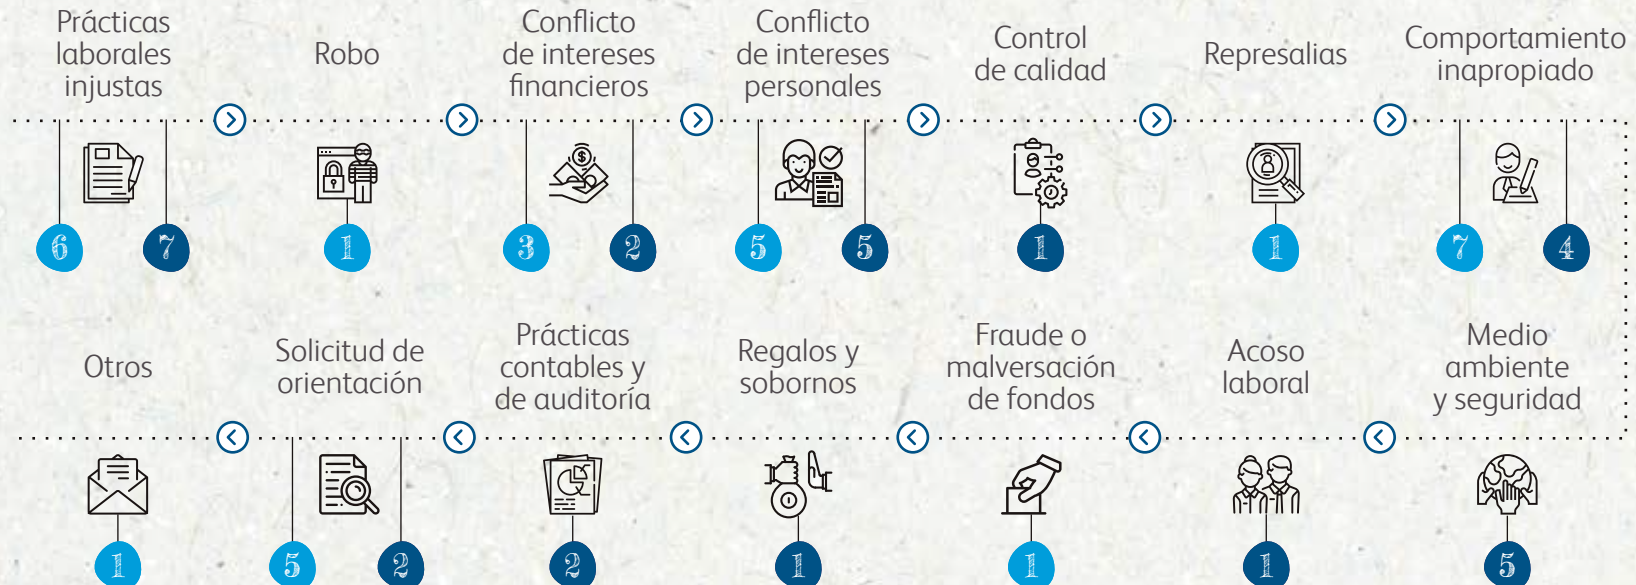 Prácticas
laborales
injustas
Robo
Conflicto
de intereses
financieros
Conflicto
de intereses
personales
Control
de calidad
Represalias
Comportamiento
inapropiado
6
7
1
3
2
5
5
1
1
7
4
Otros
Solicitud de
orientación
Prácticas
contables y
de auditoría
Regalos y
sobornos
Fraude o
malversación
de fondos
Acoso
laboral
Medio
ambiente
y seguridad
1
5
2
2
1
1
1
5